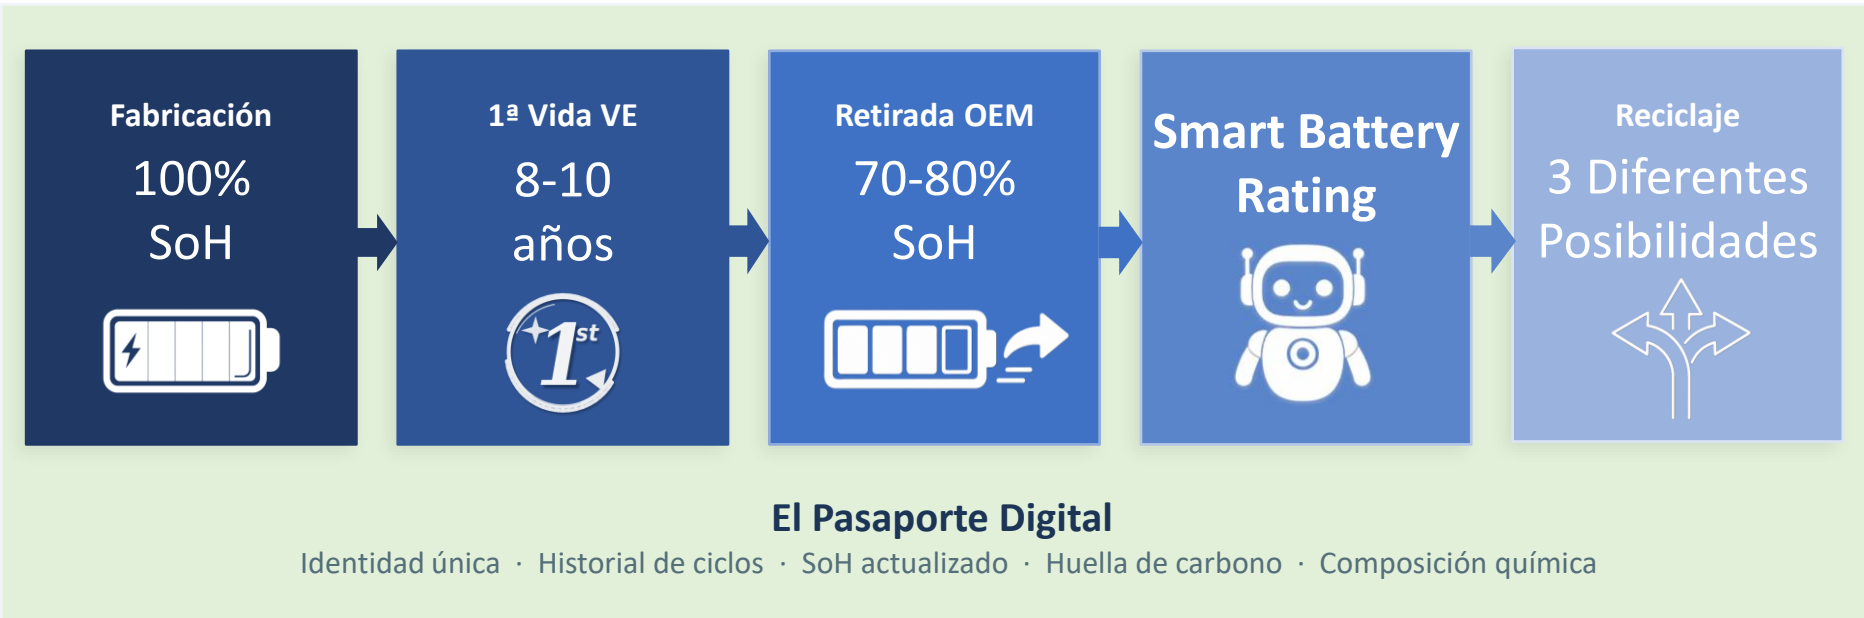 Fabricación
100%
SoH
1ª Vida VE
8-10
años
1st
Retirada OEM
70-80%
SoH
Smart Battery
Rating
Reciclaje
3 Diferentes
Posibilidades
El Pasaporte Digital
Identidad única · Historial de ciclos · SoH actualizado · Huella de carbono · Composición química